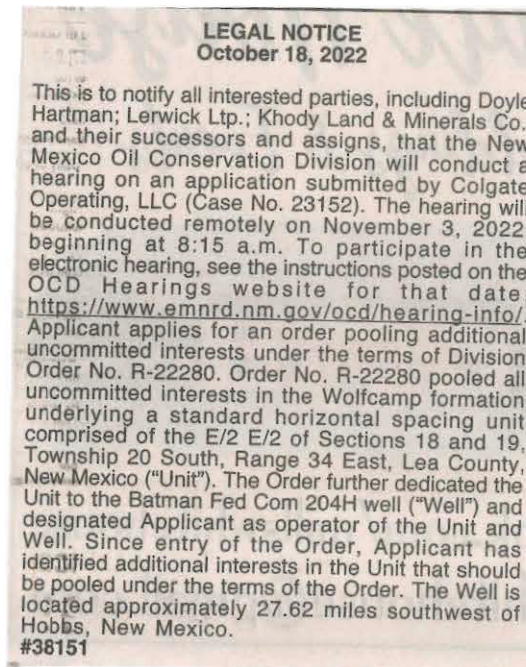 LEGAL NOTICE
October 18, 2022
This is to notify all interested parties, including Doyle
Hartman; Lerwick Ltp.; Khody Land & Minerals Co.
and their successors and assigns, that the New
Mexico Oil Conservation Division will conduct a
hearing on an application submitted by Colgate
Operating, LLC (Case No. 23152). The hearing will
be conducted remotely on November 3, 2022
beginning at 8:15 a.m. To participate in the
electronic hearing, see the instructions posted on the
OCD Hearings website for that date
https://www.emnrd.nm.gov/ocd/hearing-info/.
Applicant applies for an order pooling additional
uncommitted interests under the terms of Division
Order No. R-22280. Order No. R-22280 pooled all
uncommitted interests in the Wolfcamp formation
underlying a standard horizontal spacing unit
comprised of the E/2 E/2 of Sections 18 and 19,
Township 20 South, Range 34 East, Lea County,
New Mexico ("Unit"). The Order further dedicated the
Unit to the Batman Fed Com 204H well ("Well") and
designated Applicant as operator of the Unit and
Well. Since entry of the Order, Applicant has
identified additional interests in the Unit that should
be pooled under the terms of the Order. The Well is
located approximately 27.62 miles southwest of
Hobbs, New Mexico.
#38151